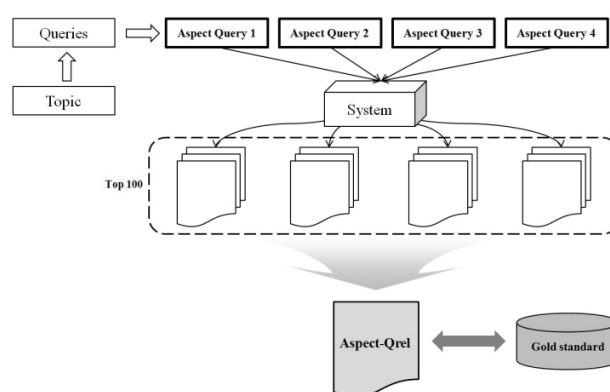 Queries
Aspect Query 1
Aspect Query 2
Aspect Query 3
Aspect Query 4
Topic
System
Top 100
Aspect-Qrel
Gold standard